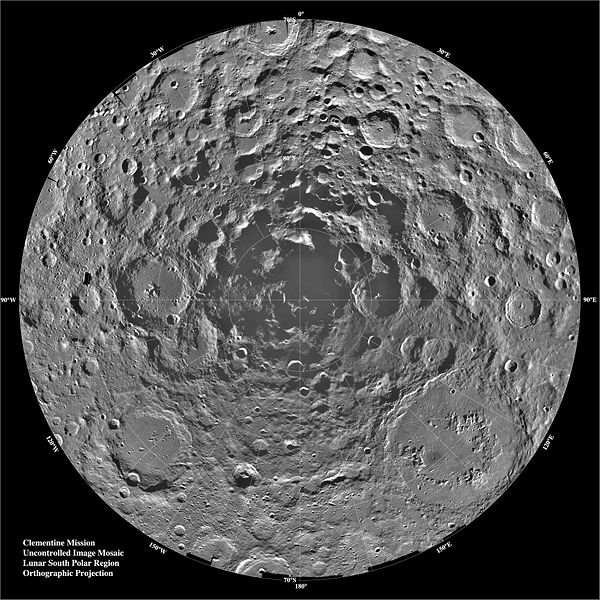 0°
70°S
30°W
30°E
80°S
60°W
60°E
90°W
90°E
120°W
120°E
150°W
150°E
70°S
180°
Clementine Mission
Uncontrolled Image Mosaic
Lunar South Polar Region
Orthographic Projection